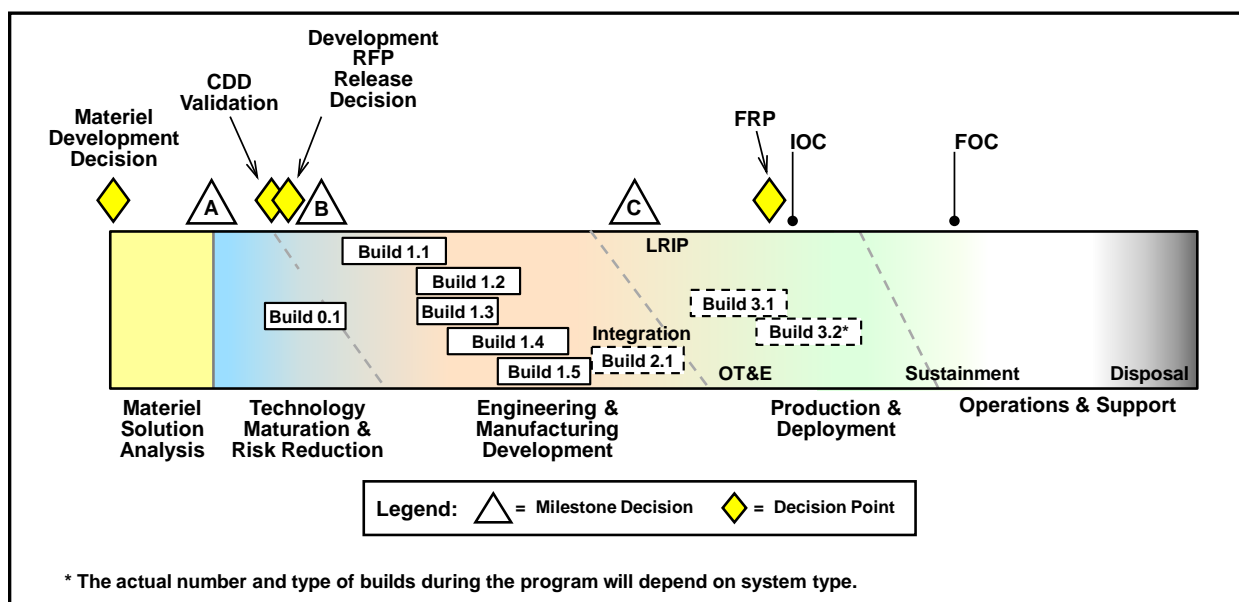 Materiel
Development
Decision
CDD
Validation
Development
RFP
Release
Decision
FRP
IOC
FOC
A
B
C
LRIP
Build 1.1
Build 1.2
Build 0.1
Build 1.3
Build 1.4
Build 1.5
Integration
Build 2.1
Build 3.1
Build 3.2*
OT&E
Sustainment
Disposal
Materiel
Solution
Analysis
Technology
Maturation &
Risk Reduction
Engineering &
Manufacturing
Development
Production &
Deployment
Operations & Support
Legend: = Milestone Decision = Decision Point
* The actual number and type of builds during the program will depend on system type.